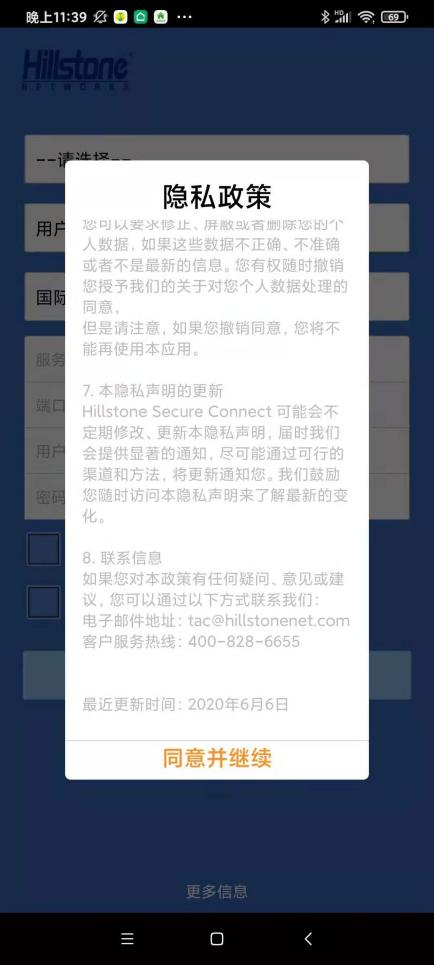 晚上11:39
HD
69
Hillstone
NETWORKS
--请选择--
隐私政策
用户
您可以要求修正、屏蔽或者删除您的个
人数据，如果这些数据不正确、不准确
或者不是最新的信息。您有权随时撤销
您授予我们的关于对您个人数据处理的
同意，
但是请注意，如果您撤销同意，您将不
能再使用本应用。
国际
服务
端口
用户
密码
7. 本隐私声明的更新
Hillstone Secure Connect 可能会不
定期修改、更新本隐私声明，届时我们
会提供显著的通知，尽可能通过可行的
渠道和方法，将更新通知您。我们鼓励
您随时访问本隐私声明来了解最新的变
化。
8. 联系信息
如果您对本政策有任何疑问、意见或建
议，您可以通过以下方式联系我们：
电子邮件地址: tac@hillstonenet.com
客户服务热线: 400-828-6655
最近更新时间: 2020年6月6日
同意并继续
更多信息